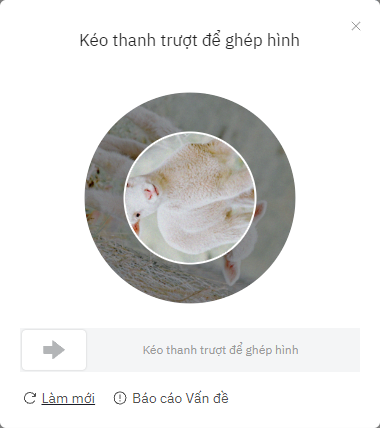 Kéo thanh trượt để ghép hình
Kéo thanh trượt để ghép hình
Làm mới
Báo cáo Vấn đề